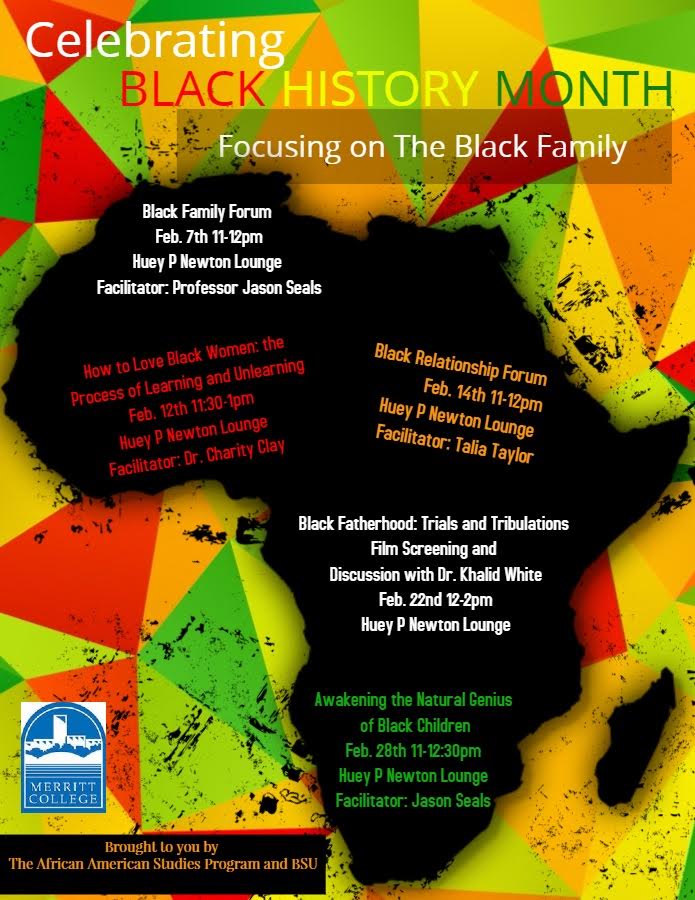 Celebrating
BLACK HISTORY MONTH
Focusing on The Black Family
Black Family Forum
Feb. 7th 11-12pm
Huey P Newton Lounge
Facilitator: Professor Jason Seals
How to Love Black Women: the
Process of Learning and Unlearning
Feb. 12th 11:30-1pm
Huey P Newton Lounge
Facilitator: Dr. Charity Clay
Black Relationship Forum
Feb. 14th 11-12pm
Huey P Newton Lounge
Facilitator: Talia Taylor
Black Fatherhood: Trials and Tribulations
Film Screening and
Discussion with Dr. Khalid White
Feb. 22nd 12-2pm
Huey P Newton Lounge
Awakening the Natural Genius
of Black Children
Feb. 28th 11-12:30pm
Huey P Newton Lounge
Facilitator: Jason Seals
MERRITT
COLLEGE
Brought to you by
The African American Studies Program and BSU